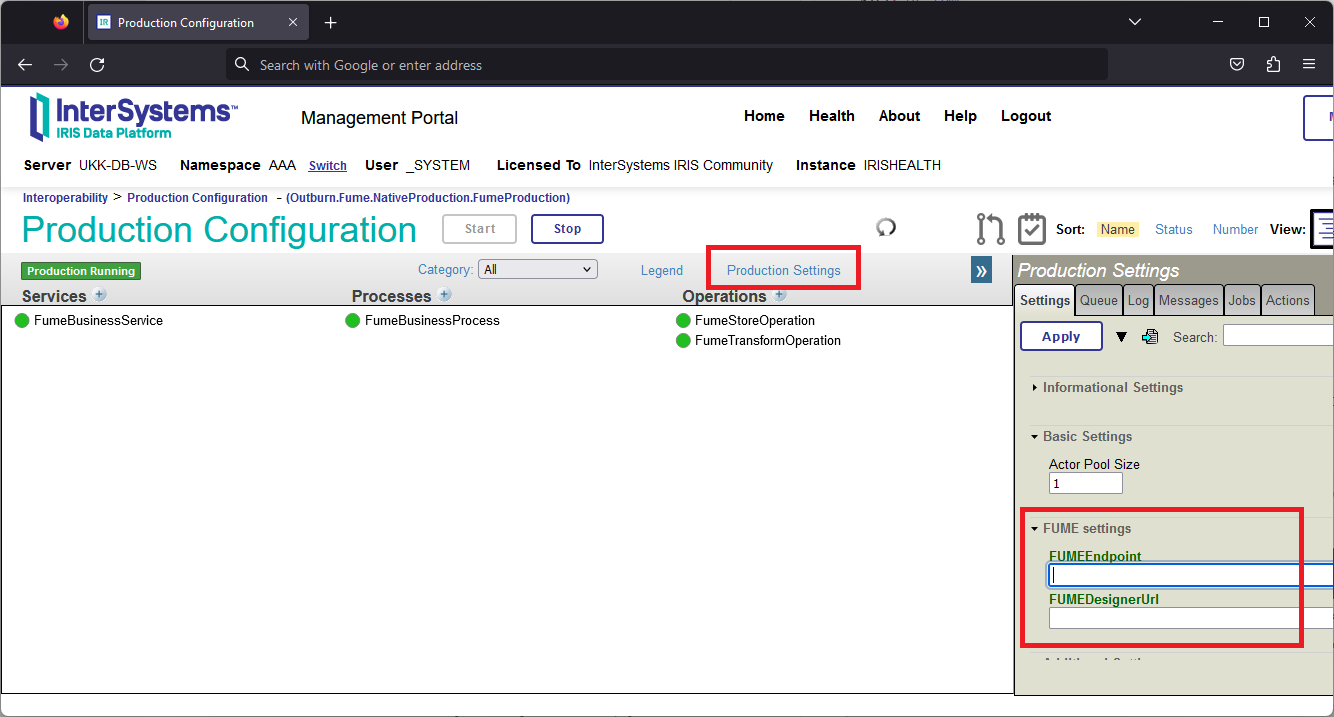 Production Configuration
Search with Google or enter address
InterSystems™
IRIS Data Platform
Management Portal
Home Health About Help Logout
Server UKK-DB-WS Namespace AAA Switch User _SYSTEM Licensed To InterSystems IRIS Community Instance IRISHEALTH
Interoperability > Production Configuration - (Outburn.Fume.NativeProduction.FumeProduction)
Production Configuration
Start Stop
Sort: Name Status Number View:
Production Running
Category: All Legend Production Settings »
Services Processes Operations
FumeBusinessService FumeBusinessProcess FumeStoreOperation
FumeTransformOperation
Production Settings
Settings Queue Log Messages Jobs Actions
Apply Search:
Informational Settings
Basic Settings
Actor Pool Size
1
FUME settings
FUMEEndpoint
FUMEDesignerUrl